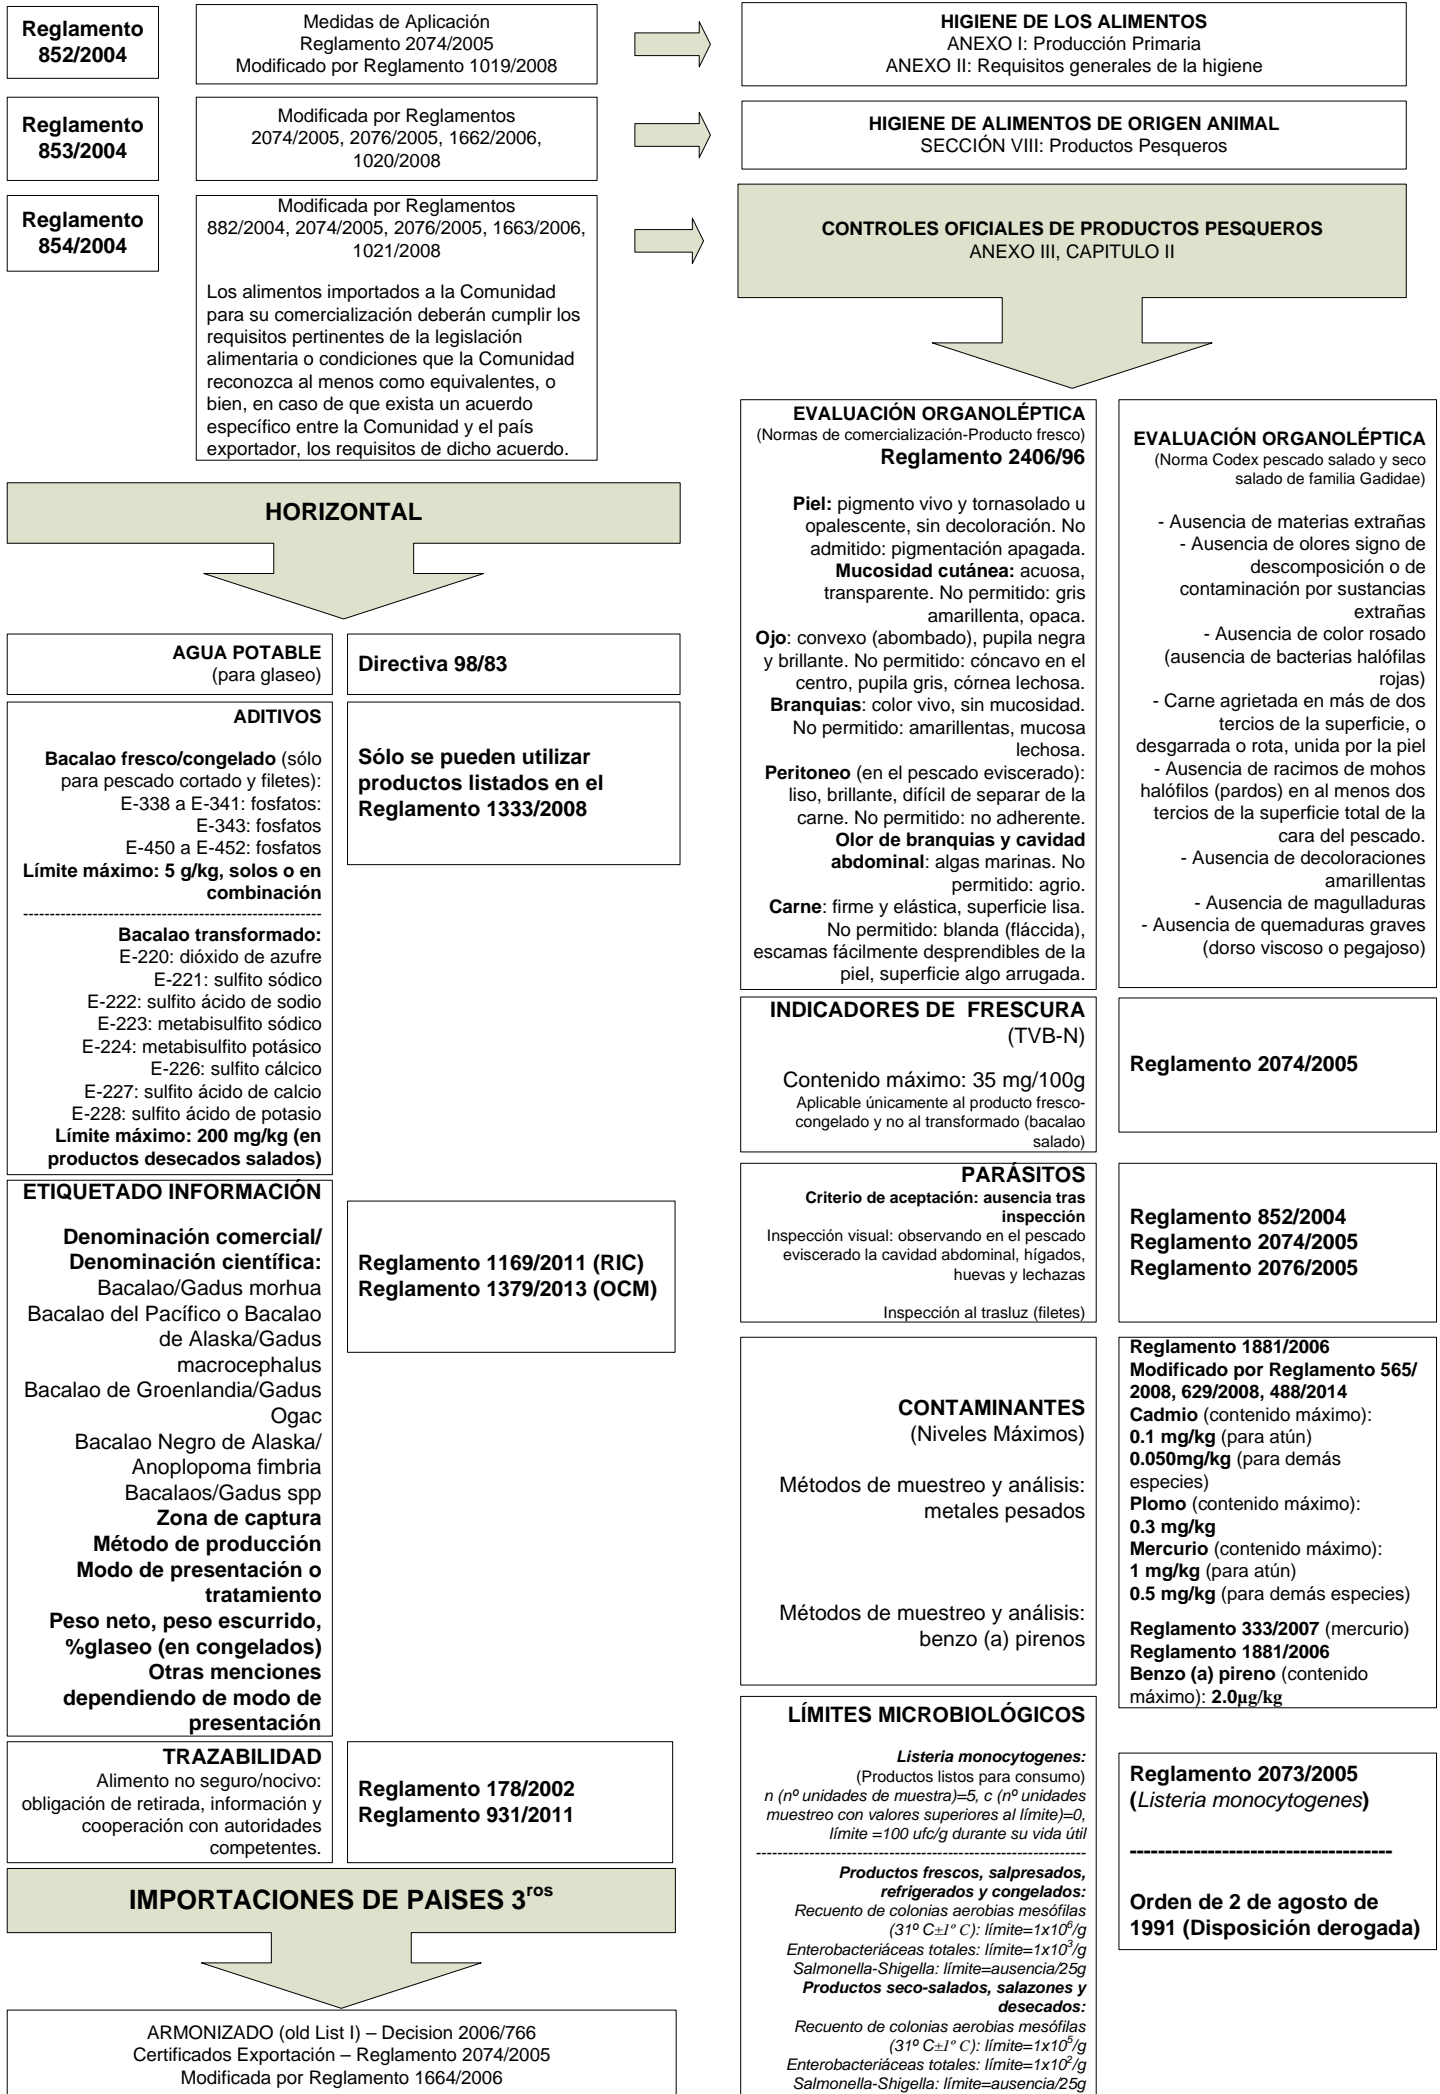 Reglamento
852/2004
Medidas de Aplicación
Reglamento 2074/2005
Modificado por Reglamento 1019/2008
HIGIENE DE LOS ALIMENTOS
ANEXO I: Producción Primaria
ANEXO II: Requisitos generales de la higiene
Reglamento
853/2004
Modificada por Reglamentos
2074/2005, 2076/2005, 1662/2006,
1020/2008
HIGIENE DE ALIMENTOS DE ORIGEN ANIMAL
SECCIÓN VIII: Productos Pesqueros
Reglamento
854/2004
Modificada por Reglamentos
882/2004, 2074/2005, 2076/2005, 1663/2006,
1021/2008
Los alimentos importados a la Comunidad
para su comercialización deberán cumplir los
requisitos pertinentes de la legislación
alimentaria o condiciones que la Comunidad
reconozca al menos como equivalentes, o
bien, en caso de que exista un acuerdo
específico entre la Comunidad y el país
exportador, los requisitos de dicho acuerdo.
CONTROLES OFICIALES DE PRODUCTOS PESQUEROS
ANEXO III, CAPITULO II
HORIZONTAL
AGUA POTABLE
(para glaseo)
Directiva 98/83
ADITIVOS
Bacalao fresco/congelado (sólo
para pescado cortado y filetes):
E-338 a E-341: fosfatos:
E-343: fosfatos
E-450 a E-452: fosfatos
Límite máximo: 5 g/kg, solos o en
combinación
--------------------------------------------------------
Bacalao transformado:
E-220: dióxido de azufre
E-221: sulfito sódico
E-222: sulfito ácido de sodio
E-223: metabisulfito sódico
E-224: metabisulfito potásico
E-226: sulfito cálcico
E-227: sulfito ácido de calcio
E-228: sulfito ácido de potasio
Límite máximo: 200 mg/kg (en
productos desecados salados)
Sólo se pueden utilizar
productos listados en el
Reglamento 1333/2008
ETIQUETADO INFORMACIÓN
Denominación comercial/
Denominación científica:
Bacalao/Gadus morhua
Bacalao del Pacífico o Bacalao
de Alaska/Gadus
macrocephalus
Bacalao de Groenlandia/Gadus
Ogac
Bacalao Negro de Alaska/
Anoplopoma fimbria
Bacalaos/Gadus spp
Zona de captura
Método de producción
Modo de presentación o
tratamiento
Peso neto, peso escurrido,
%glaseo (en congelados)
Otras menciones
dependiendo de modo de
presentación
Reglamento 1169/2011 (RIC)
Reglamento 1379/2013 (OCM)
TRAZABILIDAD
Alimento no seguro/nocivo:
obligación de retirada, información y
cooperación con autoridades
competentes.
Reglamento 178/2002
Reglamento 931/2011
IMPORTACIONES DE PAISES 3ros
ARMONIZADO (old List I) – Decision 2006/766
Certificados Exportación – Reglamento 2074/2005
Modificada por Reglamento 1664/2006
EVALUACIÓN ORGANOLÉPTICA
(Normas de comercialización-Producto fresco)
Reglamento 2406/96
Piel: pigmento vivo y tornasolado u
opalescente, sin decoloración. No
admitido: pigmentación apagada.
Mucosidad cutánea: acuosa,
transparente. No permitido: gris
amarillenta, opaca.
Ojo: convexo (abombado), pupila negra
y brillante. No permitido: cóncavo en el
centro, pupila gris, córnea lechosa.
Branquias: color vivo, sin mucosidad.
No permitido: amarillentas, mucosa
lechosa.
Peritoneo (en el pescado eviscerado):
liso, brillante, difícil de separar de la
carne. No permitido: no adherente.
Olor de branquias y cavidad
abdominal: algas marinas. No
permitido: agrio.
Carne: firme y elástica, superficie lisa.
No permitido: blanda (fláccida),
escamas fácilmente desprendibles de la
piel, superficie algo arrugada.
EVALUACIÓN ORGANOLÉPTICA
(Norma Codex pescado salado y seco
salado de familia Gadidae)
- Ausencia de materias extrañas
- Ausencia de olores signo de
descomposición o de
contaminación por sustancias
extrañas
- Ausencia de color rosado
(ausencia de bacterias halófilas
rojas)
- Carne agrietada en más de dos
tercios de la superficie, o
desgarrada o rota, unida por la piel
- Ausencia de racimos de mohos
halófilos (pardos) en al menos dos
tercios de la superficie total de la
cara del pescado.
- Ausencia de decoloraciones
amarillentas
- Ausencia de magulladuras
- Ausencia de quemaduras graves
(dorso viscoso o pegajoso)
INDICADORES DE FRESCURA
(TVB-N)
Contenido máximo: 35 mg/100g
Aplicable únicamente al producto fresco-
congelado y no al transformado (bacalao
salado)
Reglamento 2074/2005
PARÁSITOS
Criterio de aceptación: ausencia tras
inspección
Inspección visual: observando en el pescado
eviscerado la cavidad abdominal, hígados,
huevas y lechazas
Inspección al trasluz (filetes)
Reglamento 852/2004
Reglamento 2074/2005
Reglamento 2076/2005
CONTAMINANTES
(Niveles Máximos)
Métodos de muestreo y análisis:
metales pesados
Métodos de muestreo y análisis:
benzo (a) pirenos
Reglamento 1881/2006
Modificado por Reglamento 565/
2008, 629/2008, 488/2014
Cadmio (contenido máximo):
0.1 mg/kg (para atún)
0.050mg/kg (para demás
especies)
Plomo (contenido máximo):
0.3 mg/kg
Mercurio (contenido máximo):
1 mg/kg (para atún)
0.5 mg/kg (para demás especies)
Reglamento 333/2007 (mercurio)
Reglamento 1881/2006
Benzo (a) pireno (contenido
máximo): 2.0µg/kg
LÍMITES MICROBIOLÓGICOS
Listeria monocytogenes:
(Productos listos para consumo)
n (nº unidades de muestra)=5, c (nº unidades
muestreo con valores superiores al límite)=0,
límite =100 ufc/g durante su vida útil
--------------------------------------------------------------
Productos frescos, salpresados,
refrigerados y congelados:
Recuento de colonias aerobias mesófilas
(31º C±1º C): límite=1x10⁶/g
Enterobacteriáceas totales: límite=1x10³/g
Salmonella-Shigella: límite=ausencia/25g
Productos seco-salados, salazones y
desecados:
Recuento de colonias aerobias mesófilas
(31º C±1º C): límite=1x10⁵/g
Enterobacteriáceas totales: límite=1x10²/g
Salmonella-Shigella: límite=ausencia/25g
Reglamento 2073/2005
(Listeria monocytogenes)
-------------------------------------
Orden de 2 de agosto de
1991 (Disposición derogada)